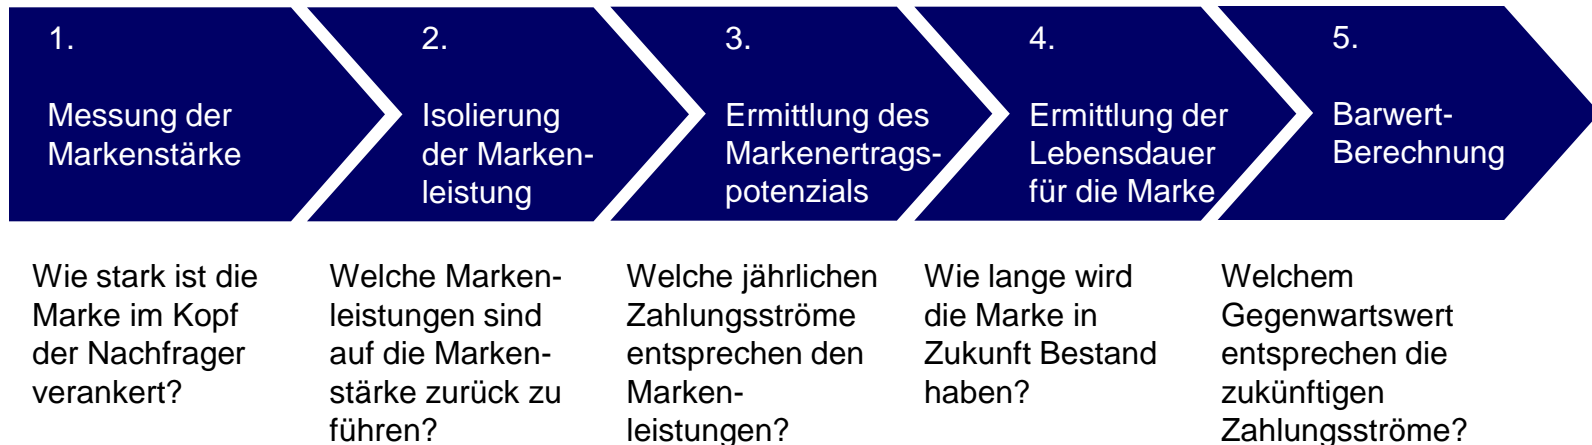 1.
Messung der
Markenstärke
2.
Isolierung
der Marken-
leistung
3.
Ermittlung des
Markenertrags-
potenzials
4.
Ermittlung der
Lebensdauer
für die Marke
5.
Barwert-
Berechnung
Wie stark ist die
Marke im Kopf
der Nachfrager
verankert?
Welche Marken-
leistungen sind
auf die Marken-
stärke zurück zu
führen?
Welche jährlichen
Zahlungsströme
entsprechen den
Marken-
leistungen?
Wie lange wird
die Marke in
Zukunft Bestand
haben?
Welchem
Gegenwartswert
entsprechen die
zukünftigen
Zahlungsströme?